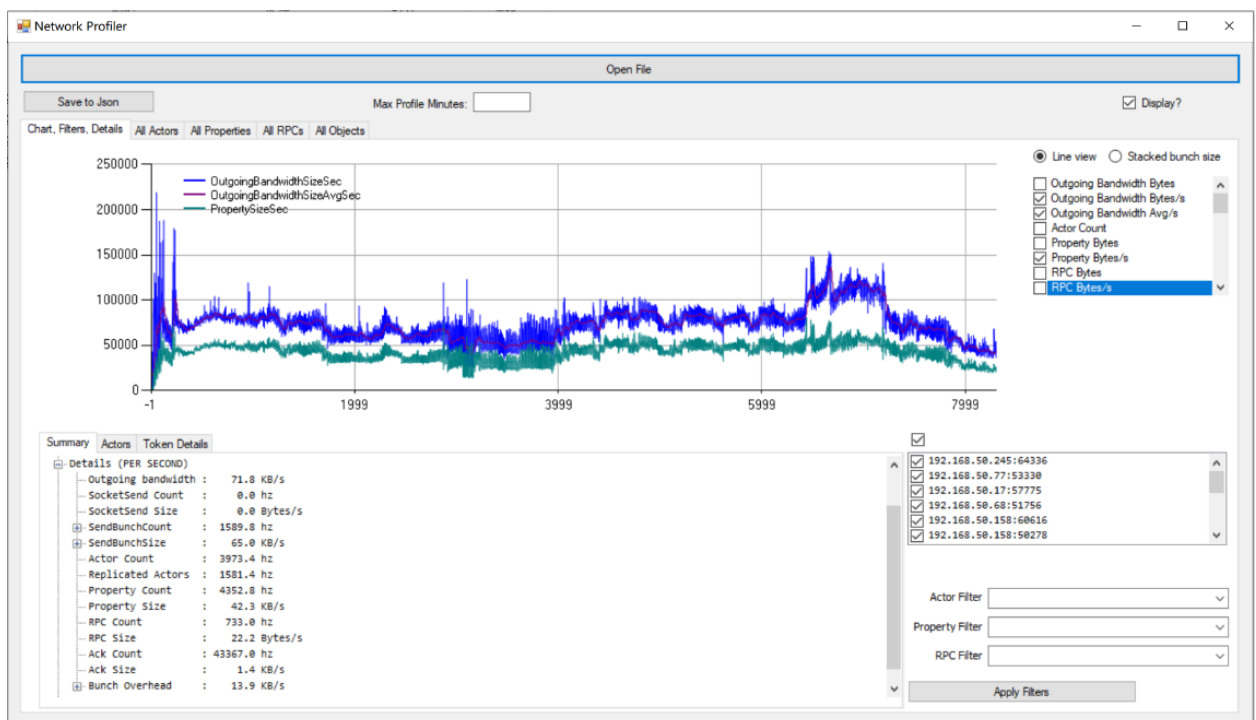 Network Profiler
Open File
Save to Json
Max Profile Minutes:
Display?
Chart, Filters, Details All Actors All Properties All RPCs All Objects
Line view Stacked bunch size
250000
200000
150000
100000
50000
0
OutgoingBandwidthSizeSec
OutgoingBandwidthSizeAvgSec
PropertySizeSec
-1 1999 3999 5999 7999
Outgoing Bandwidth Bytes
Outgoing Bandwidth Bytes/s
Outgoing Bandwidth Avg/s
Actor Count
Property Bytes
Property Bytes/s
RPC Bytes
RPC Bytes/s
Summary Actors Token Details
Details (PER SECOND)
Outgoing bandwidth : 71.8 KB/s
SocketSend Count : 0.0 hz
SocketSend Size : 0.0 Bytes/s
SendBunchCount : 1589.8 hz
SendBunchSize : 65.0 KB/s
Actor Count : 3973.4 hz
Replicated Actors : 1581.4 hz
Property Count : 4352.8 hz
Property Size : 42.3 KB/s
RPC Count : 733.0 hz
RPC Size : 22.2 Bytes/s
Ack Count : 43367.0 hz
Ack Size : 1.4 KB/s
Bunch Overhead : 13.9 KB/s
192.168.50.245:64336
192.168.50.77:53330
192.168.50.17:57775
192.168.50.68:51756
192.168.50.158:60616
192.168.50.158:50278
Actor Filter
Property Filter
RPC Filter
Apply Filters